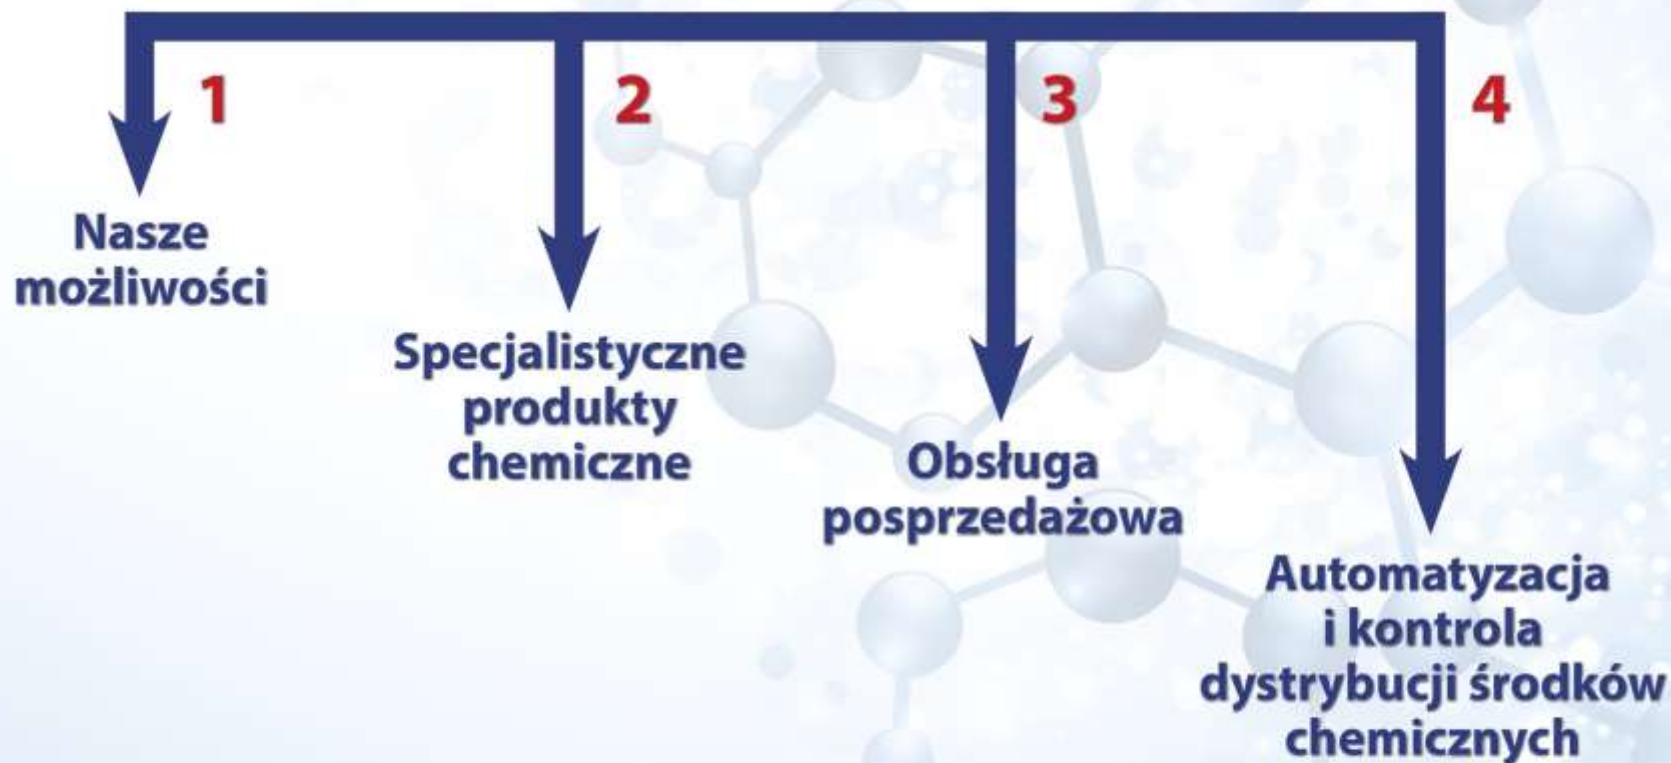 1
Nasze
możliwości
2
Specjalistyczne
produkty
chemiczne
3
Obsługa
posprzedażowa
4
Automatyzacja
i kontrola
dystrybucji środków
chemicznych